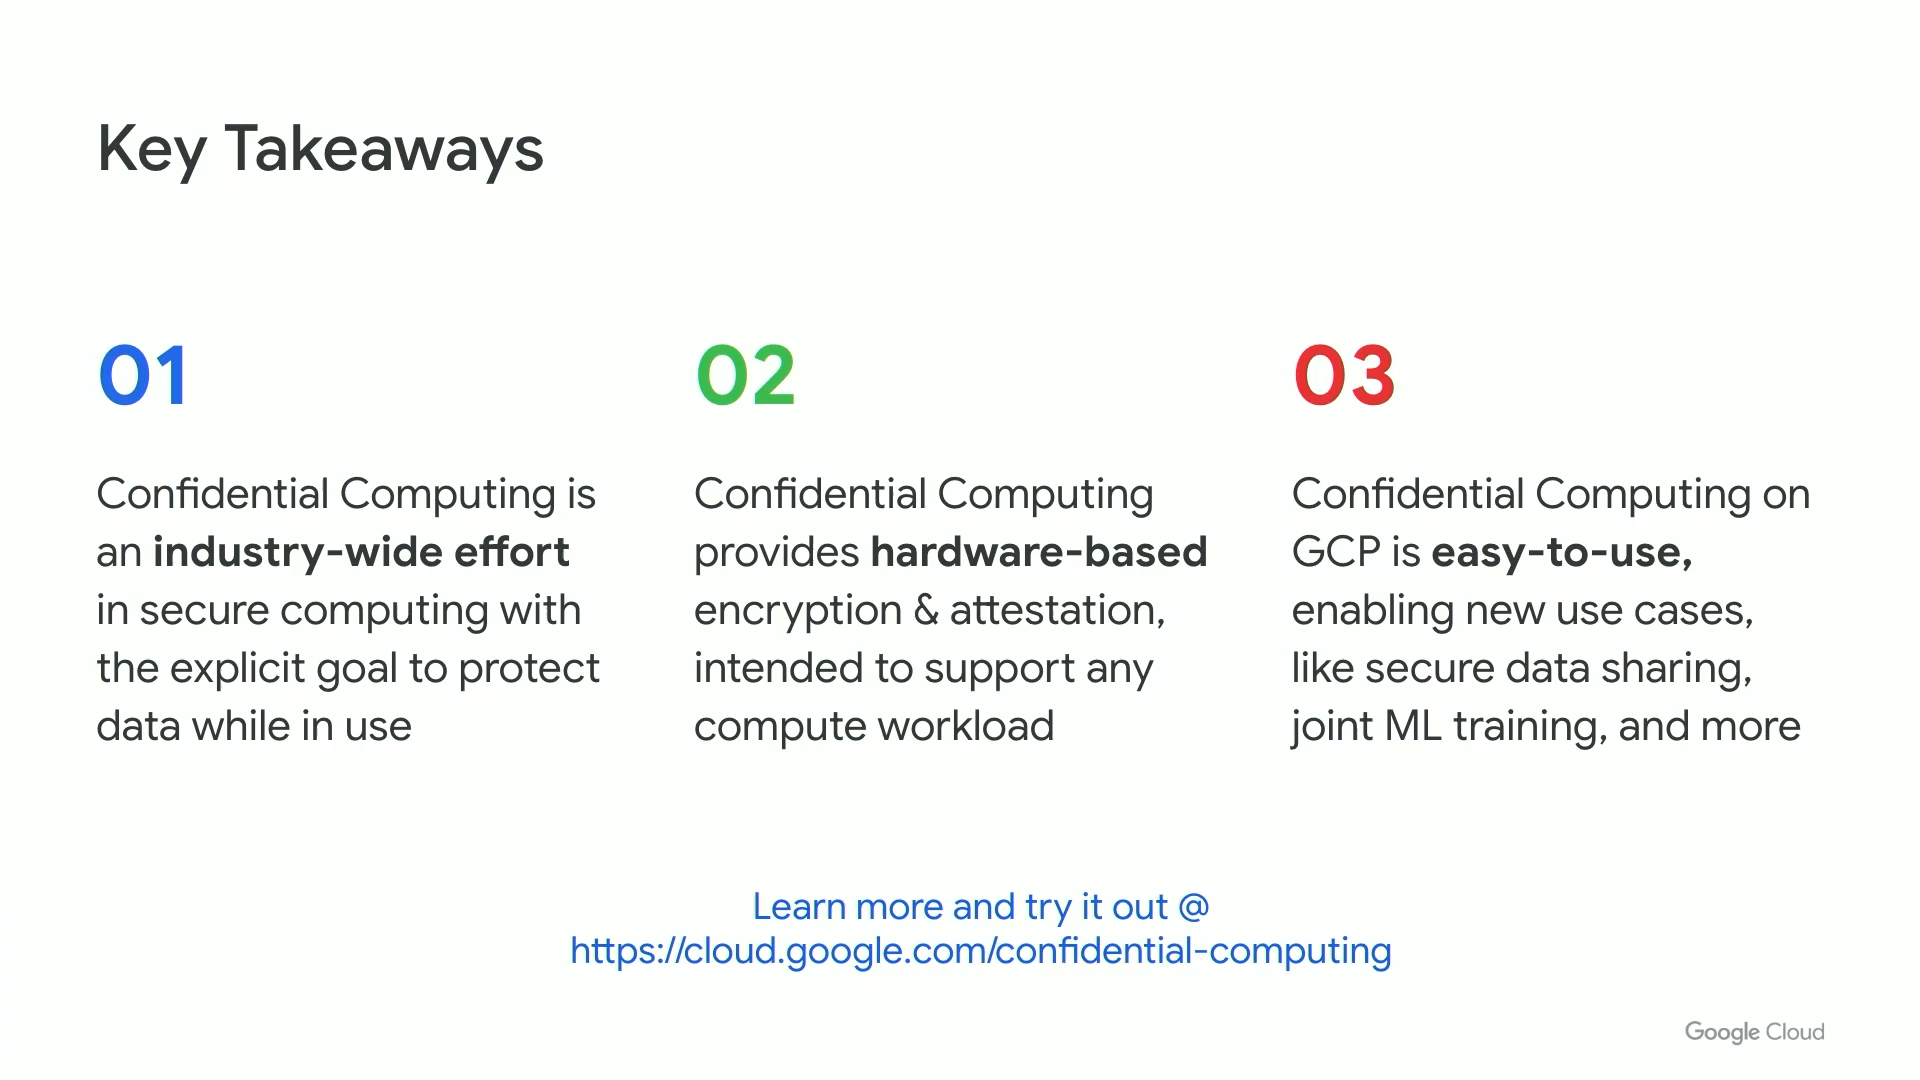 Key Takeaways
01
Confidential Computing is
an industry-wide effort
in secure computing with
the explicit goal to protect
data while in use
02
Confidential Computing
provides hardware-based
encryption & attestation,
intended to support any
compute workload
03
Confidential Computing on
GCP is easy-to-use,
enabling new use cases,
like secure data sharing,
joint ML training, and more
Learn more and try it out @
https://cloud.google.com/confidential-computing
Google Cloud